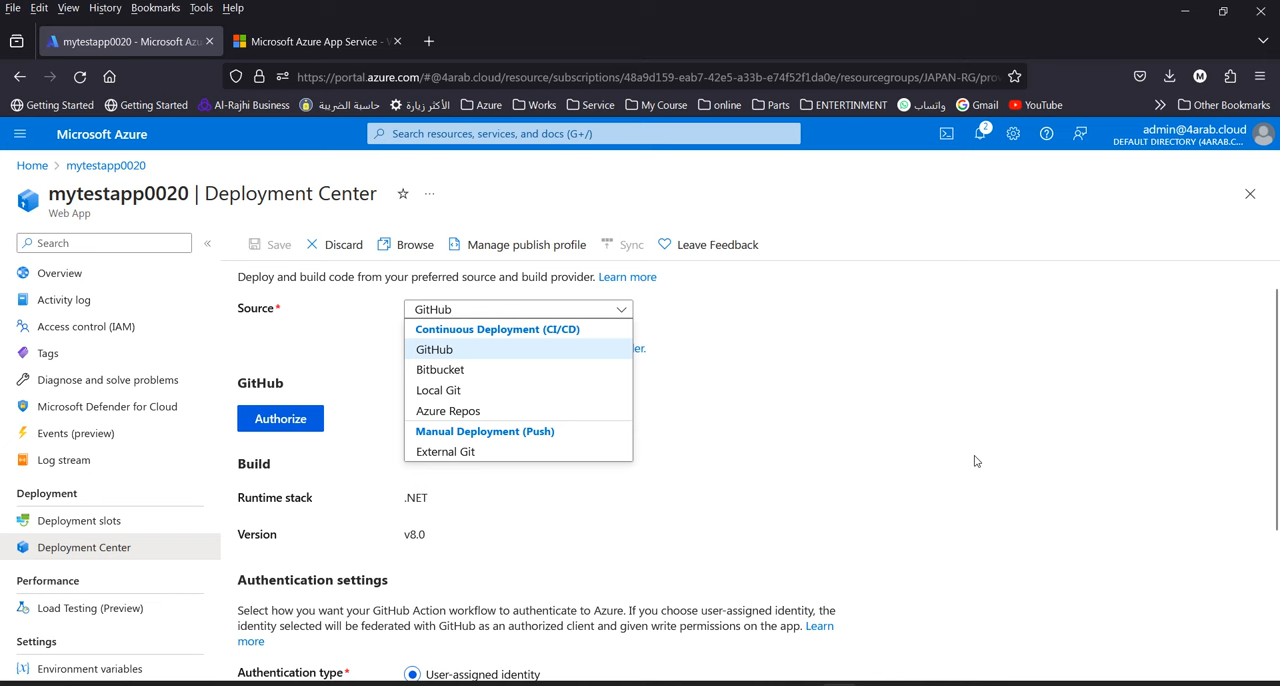 File Edit View History Bookmarks Tools Help
mytestapp0020 - Microsoft Az
Microsoft Azure App Service -
https://portal.azure.com/#@4arab.cloud/resource/subscriptions/48a9d159-eab7-42e5-a33b-e74f52f1da0e/resourcegroups/JAPAN-RG/pro
M
Getting Started Getting Started Al-Rajhi Business حاسبة الضريبة الأكثر زيارة Azure Works Service My Course online Parts ENTERTAINMENT واتساب Gmail YouTube Other Bookmarks
Microsoft Azure
Search resources, services, and docs (G+/)
2
admin@4arab.cloud
DEFAULT DIRECTORY (4ARAB.C...
Home > mytestapp0020
mytestapp0020 | Deployment Center ...
Web App
Search «
Save Discard Browse Manage publish profile Sync Leave Feedback
Overview
Activity log
Access control (IAM)
Tags
Diagnose and solve problems
Microsoft Defender for Cloud
Events (preview)
Log stream
Deployment
Deployment slots
Deployment Center
Performance
Load Testing (Preview)
Settings
Environment variables
Deploy and build code from your preferred source and build provider. Learn more
Source*
GitHub
Continuous Deployment (CI/CD)
GitHub
Bitbucket
Local Git
Azure Repos
Manual Deployment (Push)
External Git
er.
GitHub
Authorize
Build
Runtime stack .NET
Version v8.0
Authentication settings
Select how you want your GitHub Action workflow to authenticate to Azure. If you choose user-assigned identity, the
identity selected will be federated with GitHub as an authorized client and given write permissions on the app. Learn
more
Authentication type* User-assigned identity